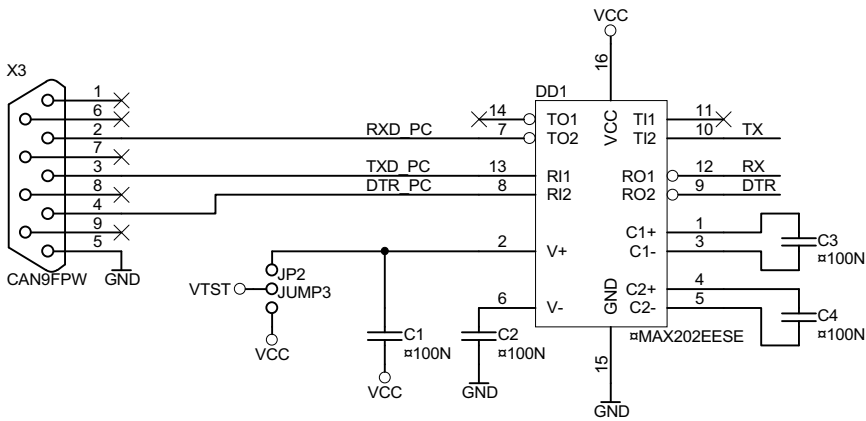 VCC
16
X3
DD1
1
6
2
7
3
8
4
9
5
CAN9FPW
GND
RXD_PC
TXD_PC
DTR_PC
14
7
13
8
2
6
TO1
TO2
RI1
RI2
V+
V-
VCC
GND
TI1
TI2
RO1
RO2
C1+
C1-
C2+
C2-
11
10
TX
12
RX
9
DTR
1
3
4
5
C3
¤100N
C4
¤100N
¤MAX202EESE
15
GND
JP2
VTST
JUMP3
VCC
C1
¤100N
VCC
C2
¤100N
GND